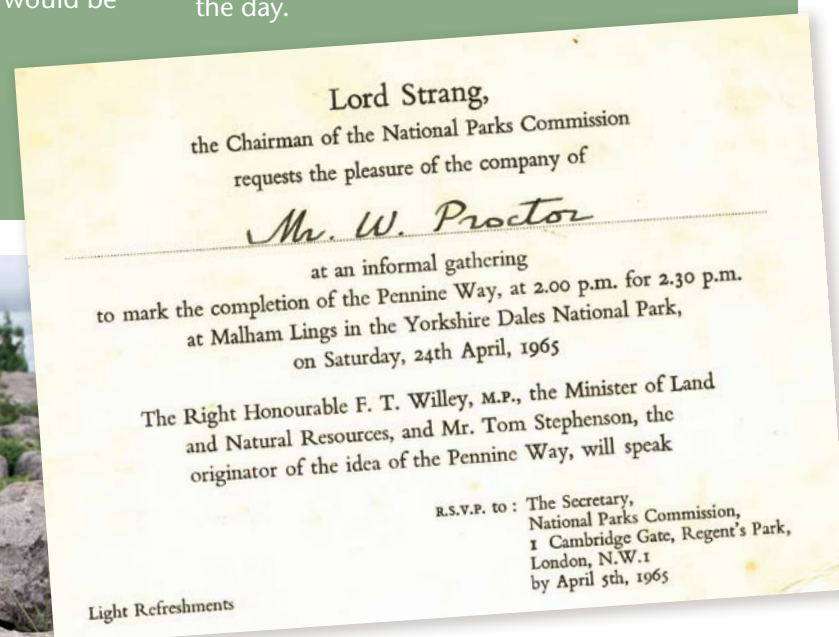 would be
the day.
Lord Strang,
the Chairman of the National Parks Commission
requests the pleasure of the company of
Mr. W. Proctor
at an informal gathering
to mark the completion of the Pennine Way, at 2.00 p.m. for 2.30 p.m.
at Malham Lings in the Yorkshire Dales National Park,
on Saturday, 24th April, 1965
The Right Honourable F. T. Willey, M.P., the Minister of Land
and Natural Resources, and Mr. Tom Stephenson, the
originator of the idea of the Pennine Way, will speak
R.S.V.P. to : The Secretary,
National Parks Commission,
1 Cambridge Gate, Regent's Park,
London, N.W.1
by April 5th, 1965
Light Refreshments